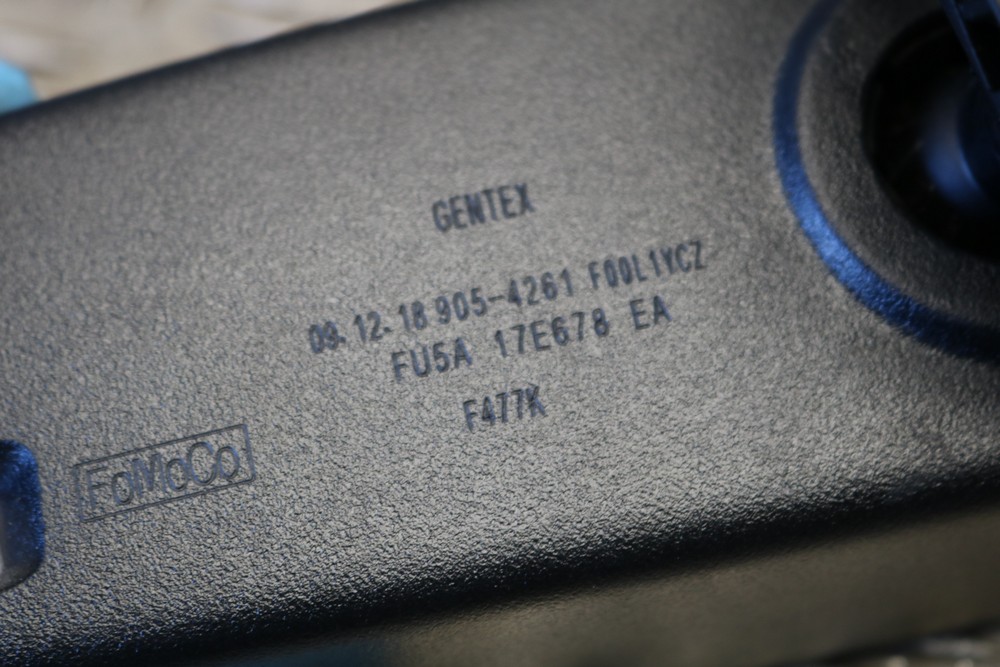 GENTEX
09.12.18 905-4261 F00L1YCZ
FU5A 17E678 EA
F477K
FoMoCo